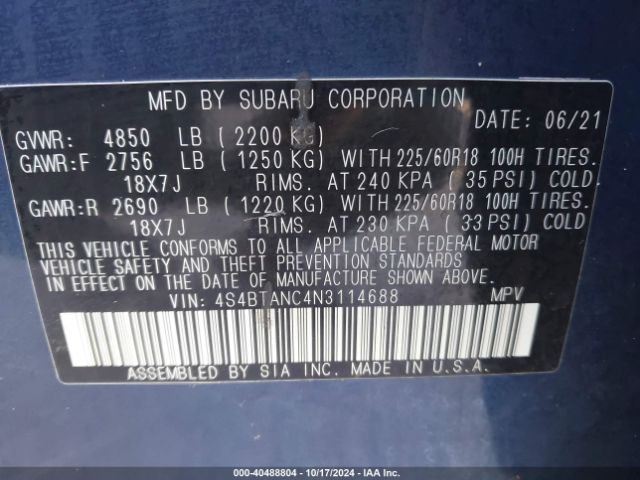 MFD BY SUBARU CORPORATION
DATE: 06/21
GVWR: 4850 LB ( 2200 KG)
GAWR:F 2756 LB ( 1250 KG) WITH 225/60R18 100H TIRES.
18X7J RIMS. AT 240 KPA ( 35 PSI) COLD
GAWR:R 2690 LB ( 1220 KG) WITH 225/60R18 100H TIRES.
18X7J RIMS. AT 230 KPA ( 33 PSI) COLD
THIS VEHICLE CONFORMS TO ALL APPLICABLE FEDERAL MOTOR
VEHICLE SAFETY AND THEFT PREVENTION STANDARDS
IN EFFECT ON THE DATE OF MANUFACTURE SHOWN ABOVE.
VIN: 4S4BTANC4N3114688 MPV
ASSEMBLED BY SIA INC. MADE IN U.S.A.
000-40488804 | 10/17/2024 | IAA Inc.